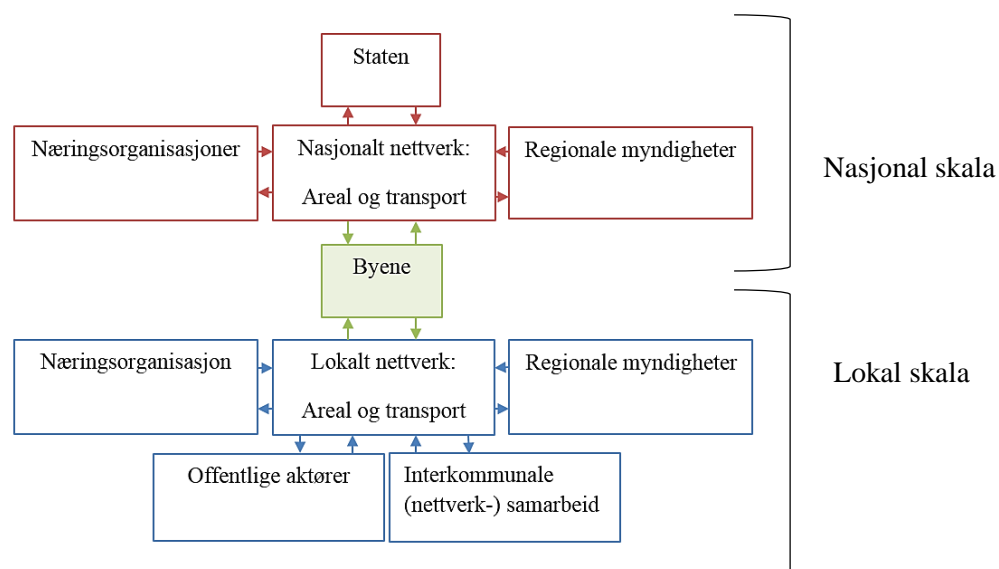 Staten
Næringsorganisasjoner
Nasjonalt nettverk:
Areal og transport
Regionale myndigheter
Nasjonal skala
Byene
Næringsorganisasjon
Lokalt nettverk:
Areal og transport
Regionale myndigheter
Lokal skala
Offentlige aktører
Interkommunale
(nettverk-) samarbeid